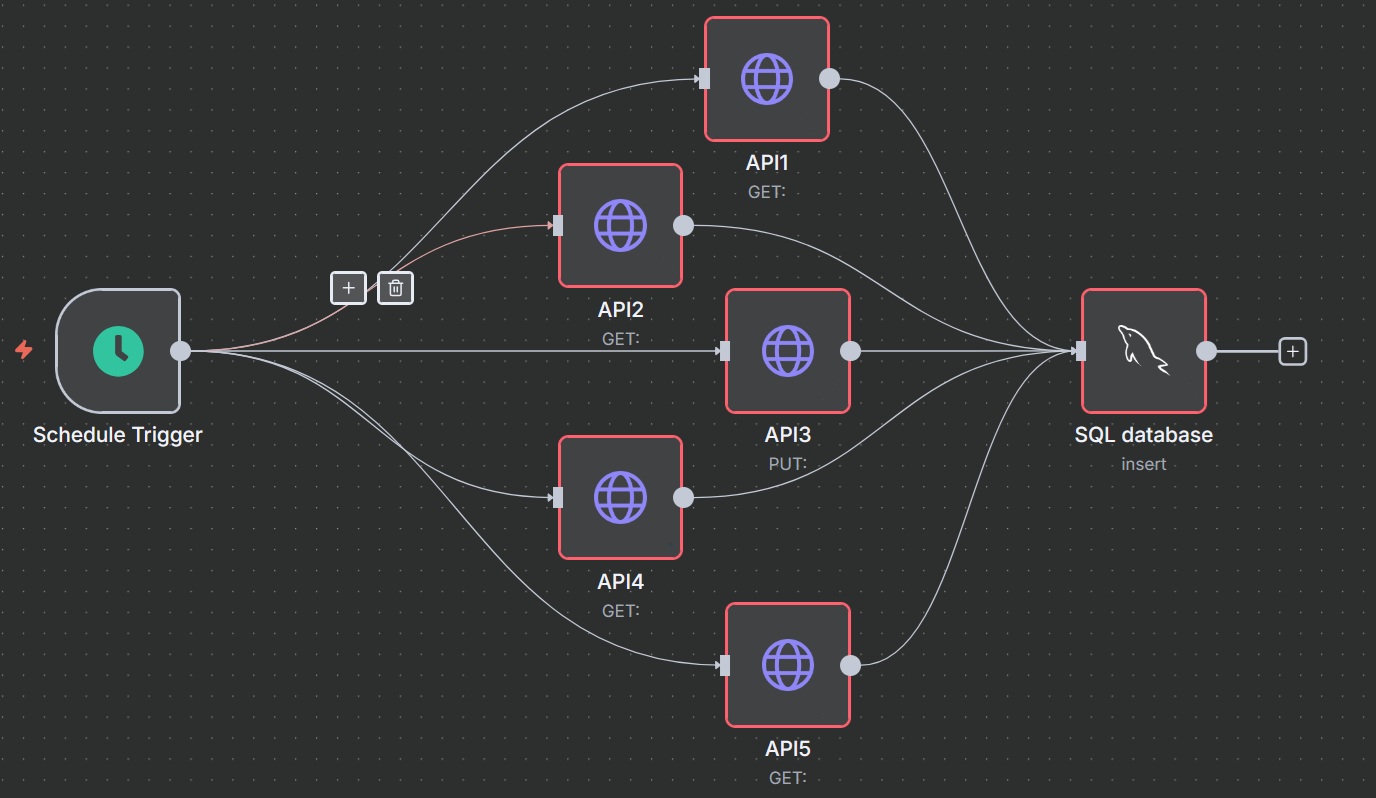 API1
GET:
API2
GET:
Schedule Trigger
API3
PUT:
SQL database
insert
API4
GET:
API5
GET: